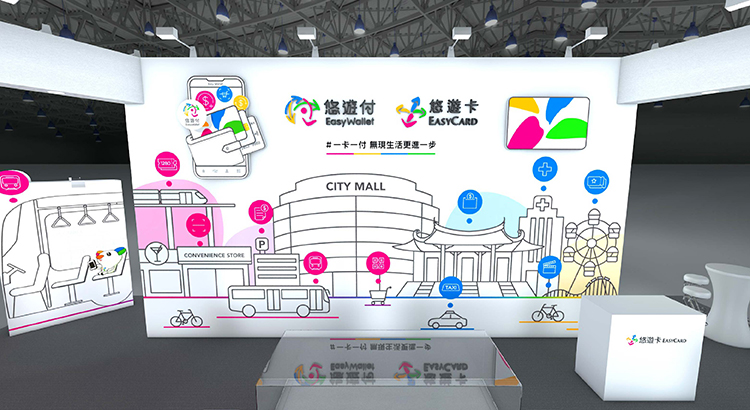 悠遊付
EasyWallet
悠遊卡
EASYCARD
#一卡一付 無現生活更進一步
CITY MALL
CONVENIENCE STORE
P
TAXI
悠遊卡 EASYCARD